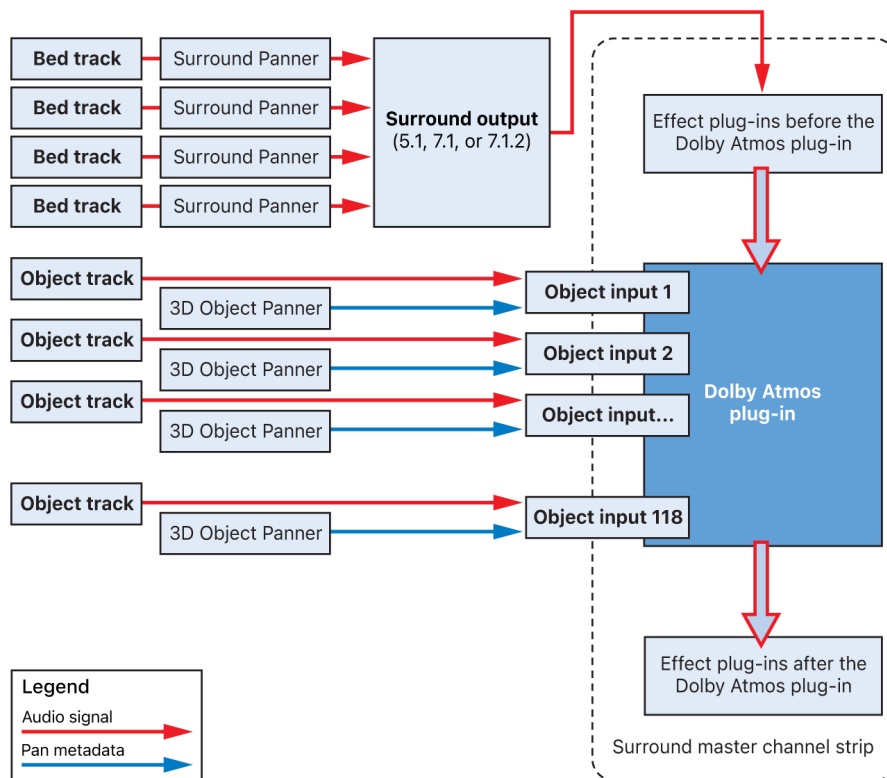 Bed track
Surround Panner
Bed track
Surround Panner
Bed track
Surround Panner
Bed track
Surround Panner
Surround output
(5.1, 7.1, or 7.1.2)
Effect plug-ins before the
Dolby Atmos plug-in
Object track
3D Object Panner
Object input 1
Object track
3D Object Panner
Object input 2
Object track
3D Object Panner
Object input...
Object track
3D Object Panner
Object input 118
Dolby Atmos
plug-in
Effect plug-ins after the
Dolby Atmos plug-in
Surround master channel strip
Legend
Audio signal
Pan metadata